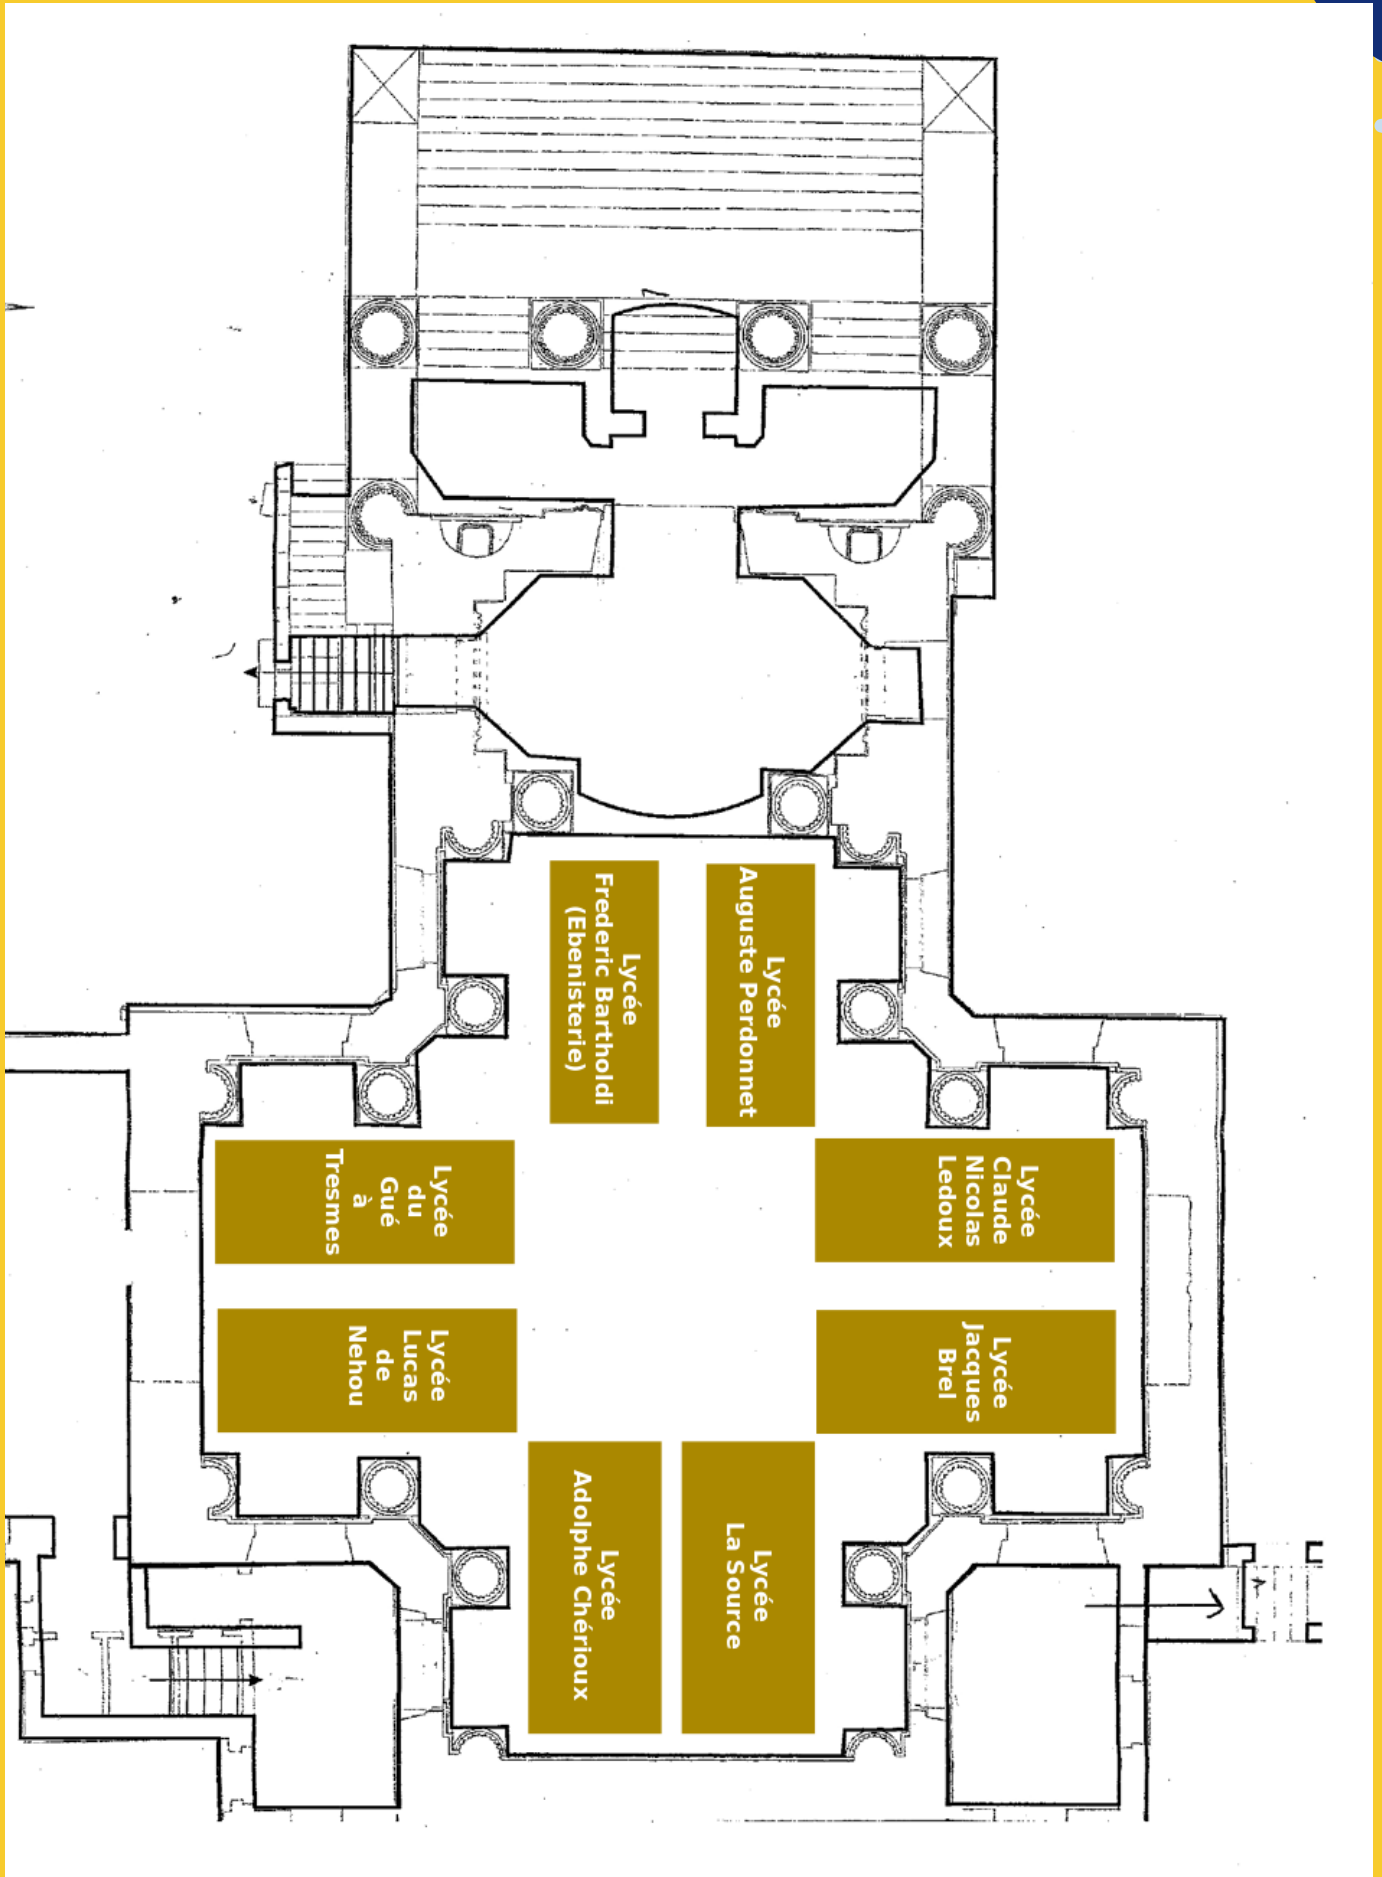 Lycée
Frederic Bartholdi
(Ebenisterie)
Lycée
Auguste Perdonnet
Lycée
du
Gué
à
Tresmes
Lycée
Claude
Nicolas
Ledoux
Lycée
Lucas
de
Nehou
Lycée
Jacques
Brel
Lycée
Adolphe Chérioux
Lycée
La Source